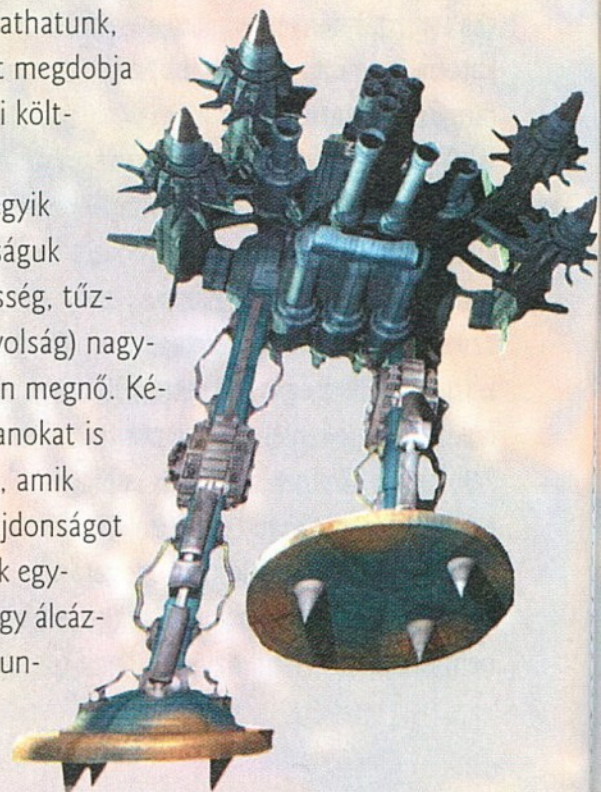 athatunk,
megdobja
i költ-
gyik
ságuk
sség, tűz-
volság) nagy-
n megnő. Ké-
anokat is
, amik
jdonságot
k egy-
gy álcáz-
un-